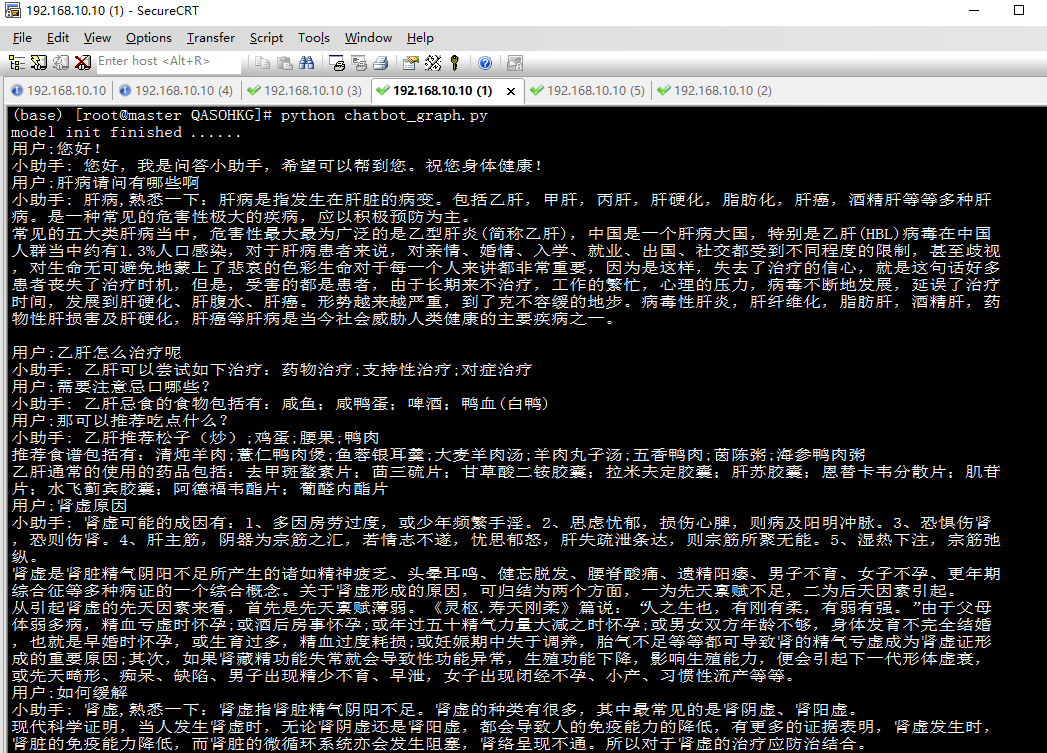 192.168.10.10 (1) - SecureCRT
File Edit View Options Transfer Script Tools Window Help
Enter host <Alt+R>
192.168.10.10 192.168.10.10 (4) 192.168.10.10 (3) 192.168.10.10 (1) × 192.168.10.10 (5) 192.168.10.10 (2)
(base) [root@master QASOHKG]# python chatbot_graph.py
model init finished ......
用户:您好!
小助手: 您好，我是问答小助手，希望可以帮到您。祝您身体健康!
用户:肝病请问有哪些啊
小助手: 肝病,熟悉一下: 肝病是指发生在肝脏的病变。包括乙肝，甲肝，丙肝，肝硬化，脂肪化，肝癌，酒精肝等等多种肝
病。是一种常见的危害性极大的疾病，应以积极预防为主。
常见的五大类肝病当中，危害性最大最为广泛的是乙型肝炎(简称乙肝)，中国是一个肝病大国，特别是乙肝(HBL)病毒在中国
人群当中约有1.3%人口感染，对于肝病患者来说，对亲情、婚情、入学、就业、出国、社交都受到不同程度的限制，甚至歧视
，对生命无可避免地蒙上了悲哀的色彩生命对于每一个人来讲都非常重要，因为是这样，失去了治疗的信心，就是这句话好多
患者丧失了治疗时机，但是，受害的都是患者，由于长期来不治疗，工作的繁忙，心理的压力，病毒不断地发展，延误了治疗
时间，发展到肝硬化、肝腹水、肝癌。形势越来越严重，到了克不容缓的地步。病毒性肝炎，肝纤维化，脂肪肝，酒精肝，药
物性肝损害及肝硬化，肝癌等肝病是当今社会威胁人类健康的主要疾病之一。
用户:乙肝怎么治疗呢
小助手: 乙肝可以尝试如下治疗: 药物治疗;支持性治疗;对症治疗
用户:需要注意忌口哪些?
小助手: 乙肝忌食的食物包括有: 咸鱼; 咸鸭蛋; 啤酒; 鸭血(白鸭)
用户:那可以推荐吃点什么?
小助手: 乙肝推荐松子（炒）;鸡蛋;腰果;鸭肉
推荐食谱包括有: 清炖羊肉;薏仁鸭肉煲;鱼蓉银耳羹;大麦羊肉汤;羊肉丸子汤;五香鸭肉;茵陈粥;海参鸭肉粥
乙肝通常的使用的药品包括: 去甲斑蝥素片; 茴三硫片; 甘草酸二铵胶囊; 拉米夫定胶囊; 肝苏胶囊; 恩替卡韦分散片; 肌苷
片; 水飞蓟宾胶囊; 阿德福韦酯片; 葡醛内酯片
用户:肾虚原因
小助手: 肾虚可能的成因有: 1、多因房劳过度，或少年频繁手淫。2、思虑忧郁，损伤心脾，则病及阳明冲脉。3、恐惧伤肾
，恐则伤肾。4、肝主筋，阴器为宗筋之汇，若情志不遂，忧思郁怒，肝失疏泄条达，则宗筋所聚无能。5、湿热下注，宗筋弛
纵。
肾虚是肾脏精气阴阳不足所产生的诸如精神疲乏、头晕耳鸣、健忘脱发、腰脊酸痛、遗精阳痿、男子不育、女子不孕、更年期
综合征等多种病证的一个综合概念。关于肾虚形成的原因，可归结为两个方面，一为先天禀赋不足，二为后天因素引起。
从引起肾虚的先天因素来看，首先是先天禀赋薄弱。《灵枢.寿天刚柔》篇说：“人之生也，有刚有柔，有弱有强。”由于父母
体弱多病，精血亏虚时怀孕;或酒后房事怀孕;或年过五十精气力量大减之时怀孕;或男女双方年龄不够，身体发育不完全结婚
，也就是早婚时怀孕，或生育过多，精血过度耗损;或妊娠期中失于调养，胎气不足等等都可导致肾的精气亏虚成为肾虚证形
成的重要原因;其次，如果肾藏精功能失常就会导致性功能异常，生殖功能下降，影响生殖能力，便会引起下一代形体虚衰，
或先天畸形、痴呆、缺陷、男子出现精少不育、早泄，女子出现闭经不孕、小产、习惯性流产等等。
用户:如何缓解
小助手: 肾虚,熟悉一下: 肾虚指肾脏精气阴阳不足。肾虚的种类有很多，其中最常见的是肾阴虚、肾阳虚。
现代科学证明，当人发生肾虚时，无论肾阴虚还是肾阳虚，都会导致人的免疫能力的降低，有更多的证据表明，肾虚发生时，
肾脏的免疫能力降低，而肾脏的微循环系统亦会发生阻塞，肾络呈现不通。所以对于肾虚的治疗应防治结合。